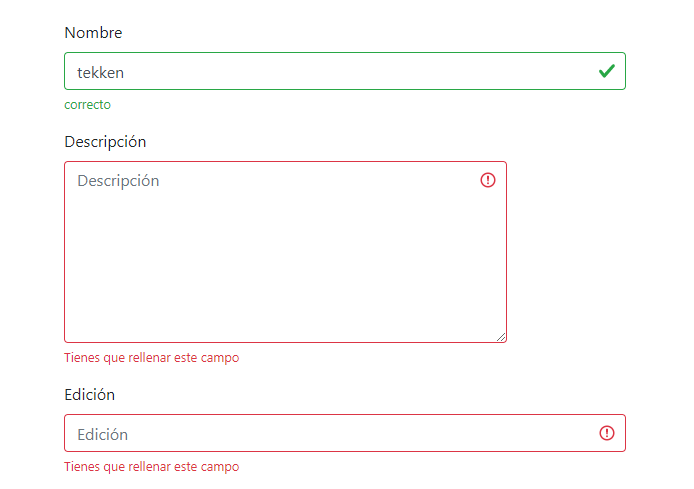 Nombre
tekken
correcto
Descripción
Descripción
Tienes que rellenar este campo
Edición
Edición
Tienes que rellenar este campo